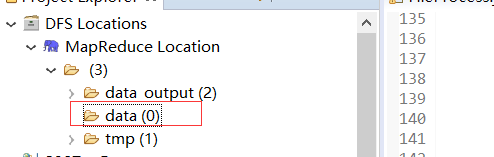 Project Explorer
FileProcessi
DFS Locations
MapReduce Location
(3)
data_output (2)
data (0)
tmp (1)
135
136
137
138
139
140
141